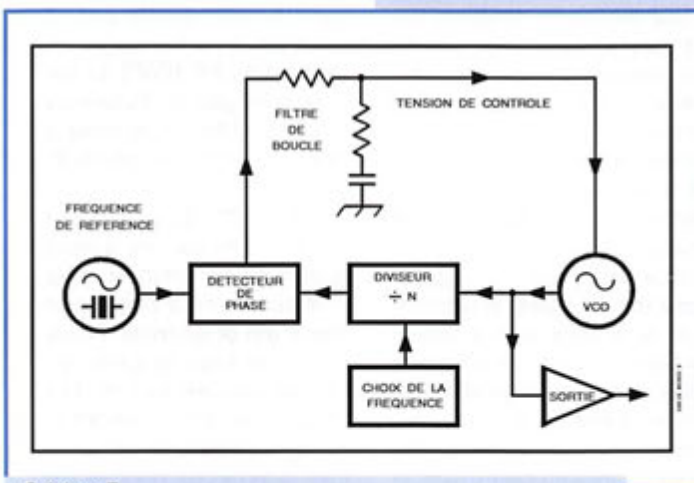 FILTRE
DE
BOUCLE
TENSION DE CONTROLE
FREQUENCE
DE REFERENCE
DETECTEUR
DE
PHASE
DIVISEUR
÷ N
VCO
CHOIX DE LA
FREQUENCE
SORTIE